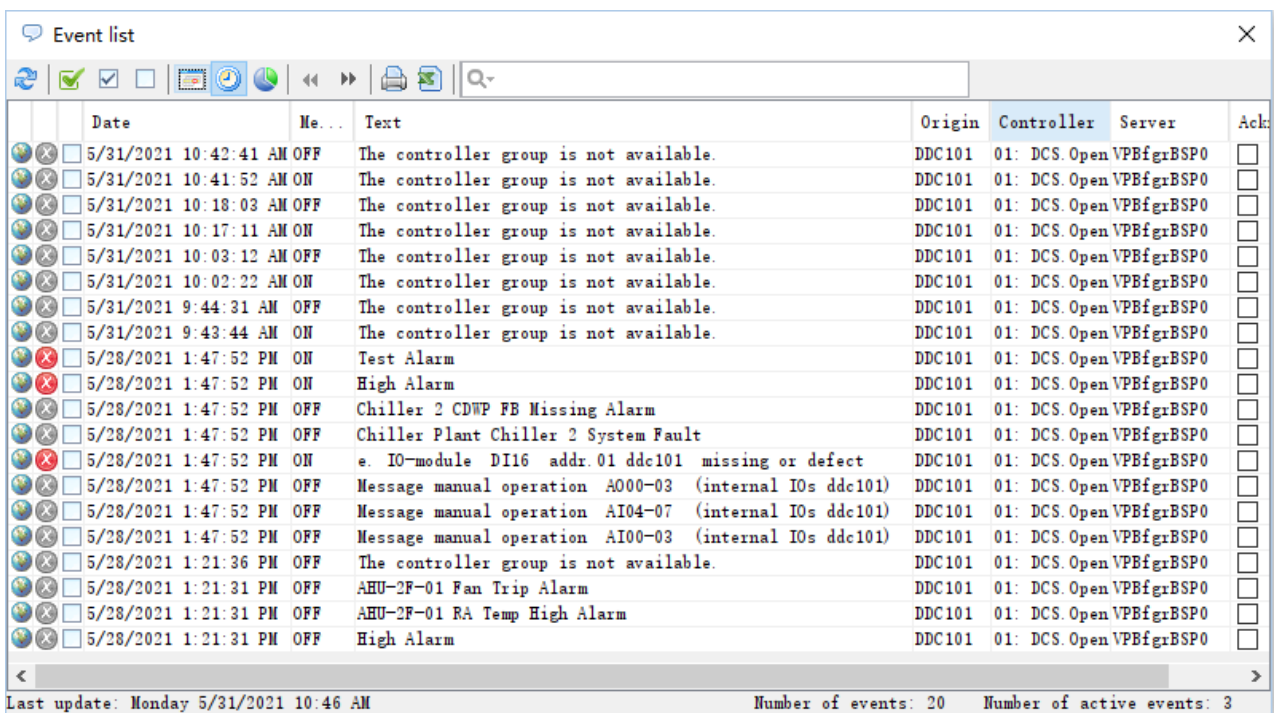 Event list
Date Me... Text Origin Controller Server Ack
5/31/2021 10:42:41 AM OFF The controller group is not available. DDC101 01: DCS.Open VPBfgrBSP0
5/31/2021 10:41:52 AM ON The controller group is not available. DDC101 01: DCS.Open VPBfgrBSP0
5/31/2021 10:18:03 AM OFF The controller group is not available. DDC101 01: DCS.Open VPBfgrBSP0
5/31/2021 10:17:11 AM ON The controller group is not available. DDC101 01: DCS.Open VPBfgrBSP0
5/31/2021 10:03:12 AM OFF The controller group is not available. DDC101 01: DCS.Open VPBfgrBSP0
5/31/2021 10:02:22 AM ON The controller group is not available. DDC101 01: DCS.Open VPBfgrBSP0
5/31/2021 9:44:31 AM OFF The controller group is not available. DDC101 01: DCS.Open VPBfgrBSP0
5/31/2021 9:43:44 AM ON The controller group is not available. DDC101 01: DCS.Open VPBfgrBSP0
5/28/2021 1:47:52 PM ON Test Alarm DDC101 01: DCS.Open VPBfgrBSP0
5/28/2021 1:47:52 PM ON High Alarm DDC101 01: DCS.Open VPBfgrBSP0
5/28/2021 1:47:52 PM OFF Chiller 2 CDWP FB Missing Alarm DDC101 01: DCS.Open VPBfgrBSP0
5/28/2021 1:47:52 PM OFF Chiller Plant Chiller 2 System Fault DDC101 01: DCS.Open VPBfgrBSP0
5/28/2021 1:47:52 PM ON e. IO-module DI16 addr.01 ddc101 missing or defect DDC101 01: DCS.Open VPBfgrBSP0
5/28/2021 1:47:52 PM OFF Message manual operation AO00-03 (internal IOs ddc101) DDC101 01: DCS.Open VPBfgrBSP0
5/28/2021 1:47:52 PM OFF Message manual operation AI04-07 (internal IOs ddc101) DDC101 01: DCS.Open VPBfgrBSP0
5/28/2021 1:47:52 PM OFF Message manual operation AI00-03 (internal IOs ddc101) DDC101 01: DCS.Open VPBfgrBSP0
5/28/2021 1:21:36 PM OFF The controller group is not available. DDC101 01: DCS.Open VPBfgrBSP0
5/28/2021 1:21:31 PM OFF AHU-2F-01 Fan Trip Alarm DDC101 01: DCS.Open VPBfgrBSP0
5/28/2021 1:21:31 PM OFF AHU-2F-01 RA Temp High Alarm DDC101 01: DCS.Open VPBfgrBSP0
5/28/2021 1:21:31 PM OFF High Alarm DDC101 01: DCS.Open VPBfgrBSP0
Last update: Monday 5/31/2021 10:46 AM Number of events: 20 Number of active events: 3